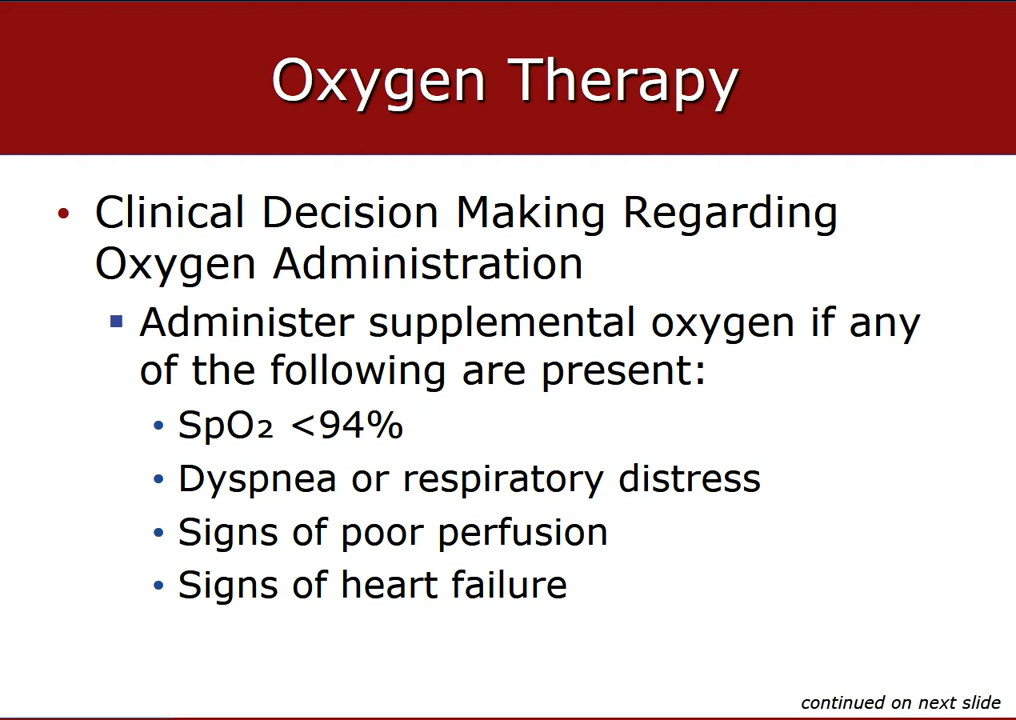 Oxygen Therapy
• Clinical Decision Making Regarding
Oxygen Administration
▪ Administer supplemental oxygen if any
of the following are present:
• SpO₂ <94%
• Dyspnea or respiratory distress
• Signs of poor perfusion
• Signs of heart failure
continued on next slide